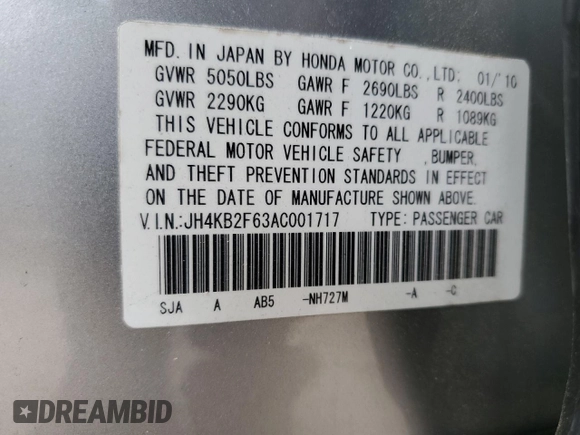 MFD. IN JAPAN BY HONDA MOTOR CO., LTD: 01/'10
GVWR 5050LBS GAWR F 2690LBS R 2400LBS
GVWR 2290KG GAWR F 1220KG R 1089KG
THIS VEHICLE CONFORMS TO ALL APPLICABLE
FEDERAL MOTOR VEHICLE SAFETY ,BUMPER,
AND THEFT PREVENTION STANDARDS IN EFFECT
ON THE DATE OF MANUFACTURE SHOWN ABOVE.
V.I.N.:JH4KB2F63AC001717 TYPE: PASSENGER CAR
SJA A AB5 -NH727M -A -C
DREAMBID